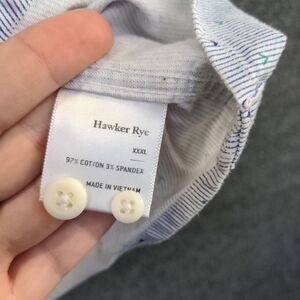 Hawker Rye
XXXL
97% COTTON 3% SPANDEX
MADE IN VIETNAM